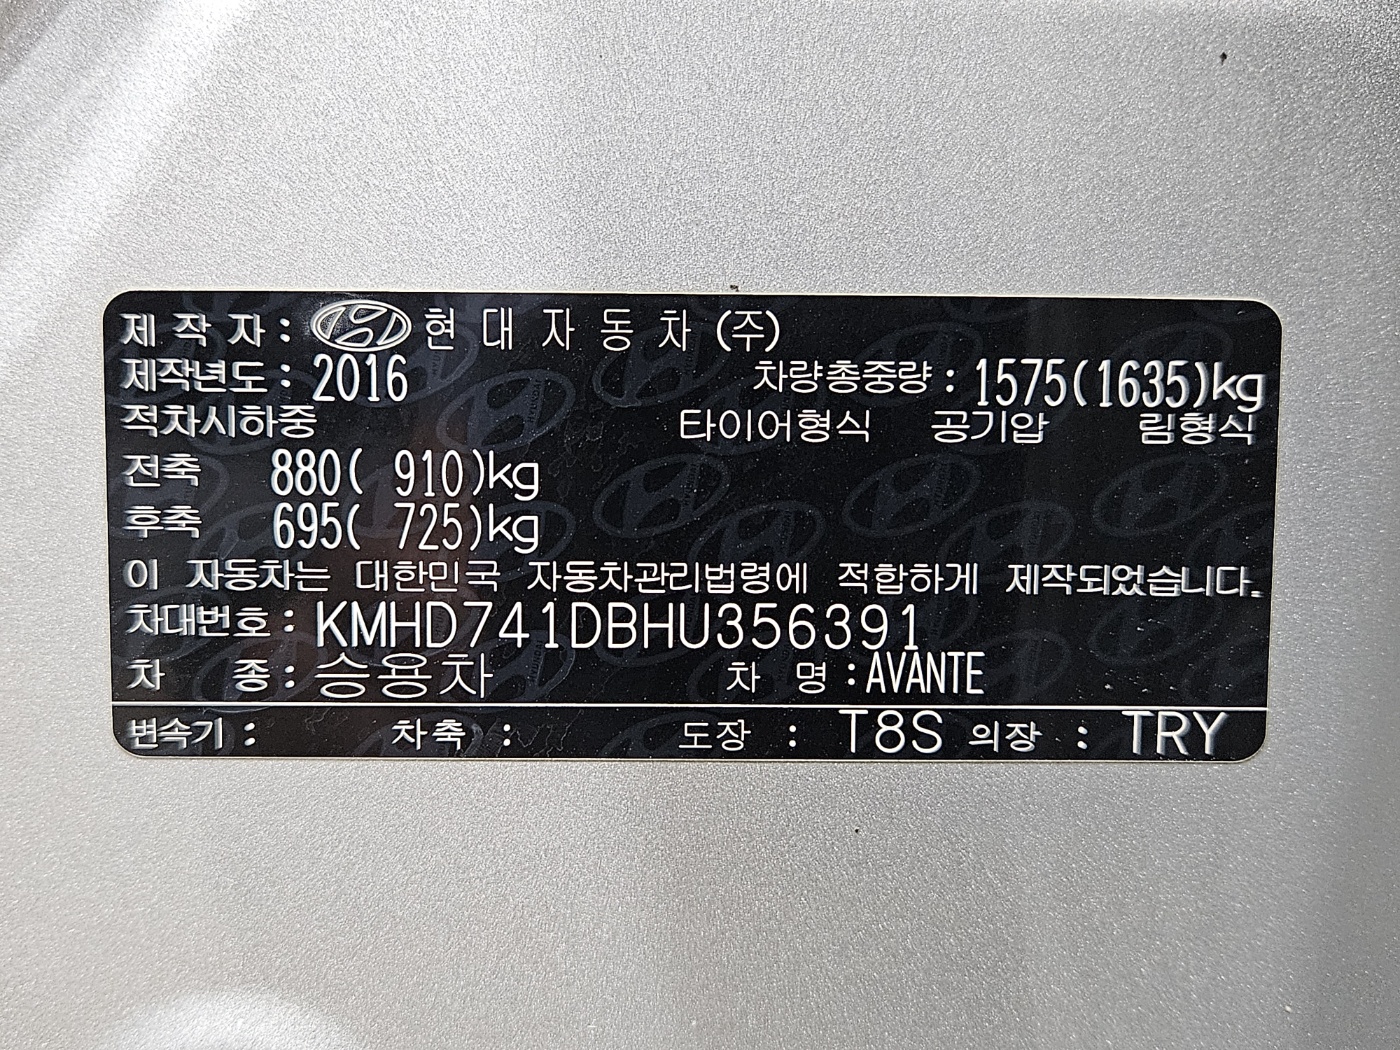 제 작 자 : 현 대 자 동 차 (주)
제작년도 : 2016 차량총중량 : 1575(1635)kg
적차시하중 타이어형식 공기압 림형식
전축 880( 910)kg
후축 695( 725)kg
이 자동차는 대한민국 자동차관리법령에 적합하게 제작되었습니다.
차대번호 : KMHD741DBHU356391
차 종 : 승용차 차 명 : AVANTE
변속기 : 차축 : 도장 : T8S 의장 : TRY